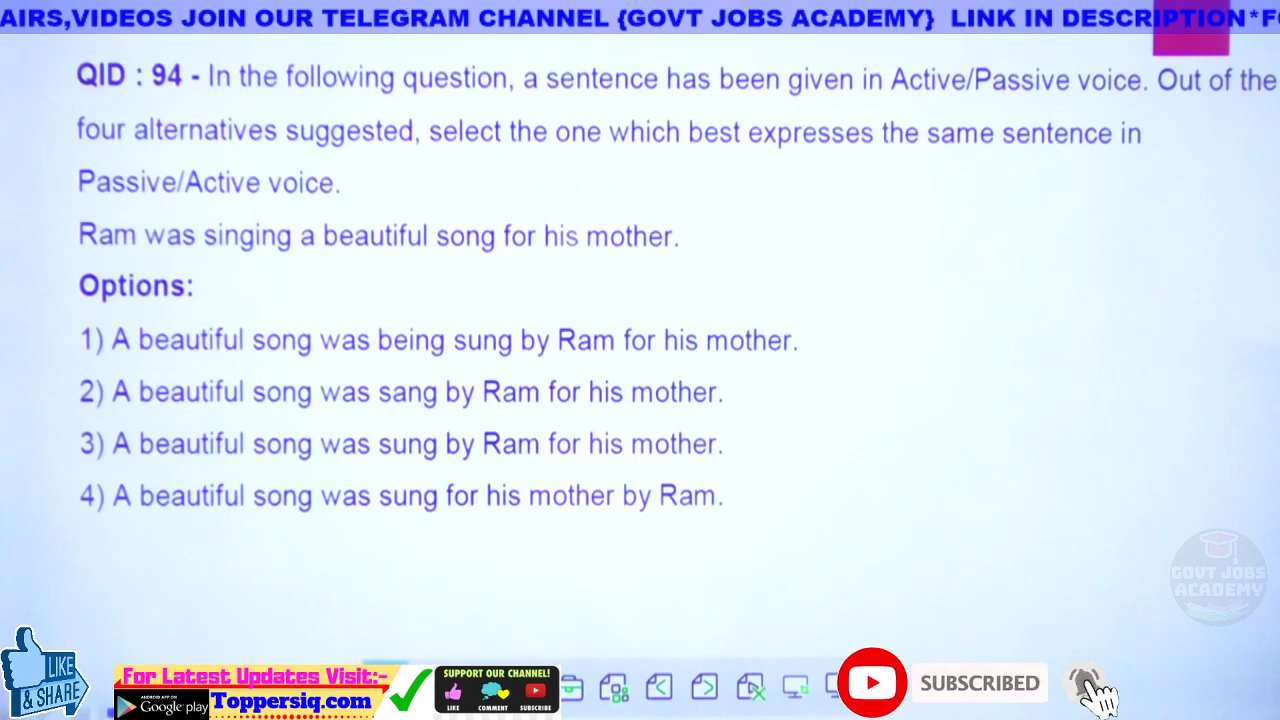 AIRS,VIDEOS JOIN OUR TELEGRAM CHANNEL {GOVT JOBS ACADEMY} LINK IN DESCRIPTION*F
QID : 94 - In the following question, a sentence has been given in Active/Passive voice. Out of the
four alternatives suggested, select the one which best expresses the same sentence in
Passive/Active voice.
Ram was singing a beautiful song for his mother.
Options:
1) A beautiful song was being sung by Ram for his mother.
2) A beautiful song was sang by Ram for his mother.
3) A beautiful song was sung by Ram for his mother.
4) A beautiful song was sung for his mother by Ram.
GOVT JOBS
ACADEMY
LIKE
& SHARE
For Latest Updates Visit:-
ANDROID APP ON
Google play
Toppersiq.com
SUPPORT OUR CHANNEL!
LIKE COMMENT SUBSCRIBE
SUBSCRIBED